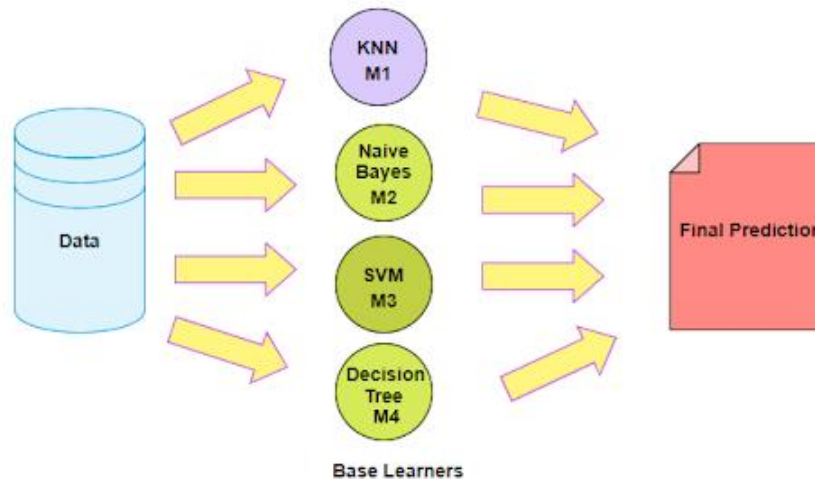 KNN
M1
Naive
Bayes
M2
Data
SVM
M3
Final Prediction
Decision
Tree
M4
Base Learners